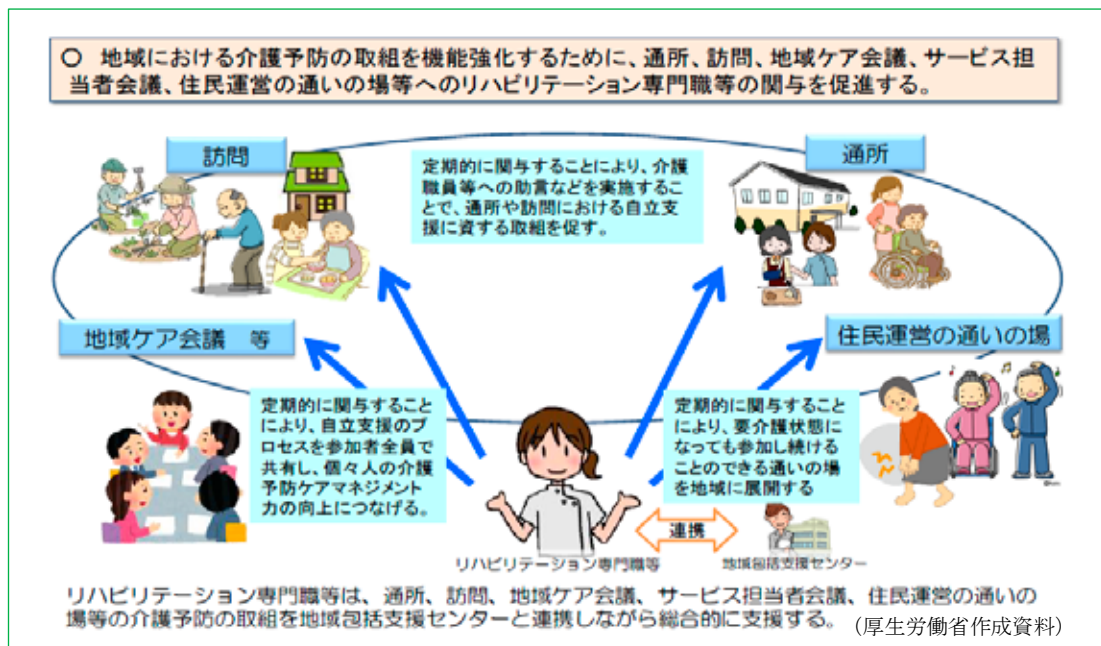 ○ 地域における介護予防の取組を機能強化するために、通所、訪問、地域ケア会議、サービス担
当者会議、住民運営の通いの場等へのリハビリテーション専門職等の関与を促進する。
訪問
通所
定期的に関与することにより、介護
職員等への助言などを実施するこ
とで、通所や訪問における自立支
援に資する取組を促す。
地域ケア会議 等
住民運営の通いの場
定期的に関与すること
により、自立支援のプ
ロセスを参加者全員で
共有し、個々人の介護
予防ケアマネジメント
力の向上につなげる。
定期的に関与すること
により、要介護状態に
なっても参加し続ける
ことのできる通いの場
を地域に展開する
連携
リハビリテーション専門職等
地域包括支援センター
リハビリテーション専門職等は、通所、訪問、地域ケア会議、サービス担当者会議、住民運営の通いの
場等の介護予防の取組を地域包括支援センターと連携しながら総合的に支援する。
(厚生労働省作成資料)